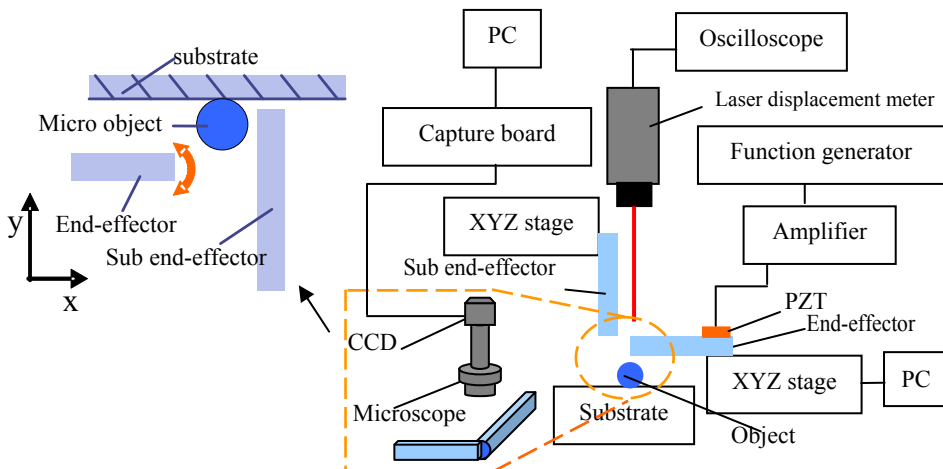 substrate
Micro object
End-effector
Sub end-effector
y
x
PC
Capture board
Oscilloscope
Laser displacement meter
Function generator
XYZ stage
Amplifier
Sub end-effector
PZT
End-effector
CCD
Microscope
Substrate
XYZ stage
PC
Object